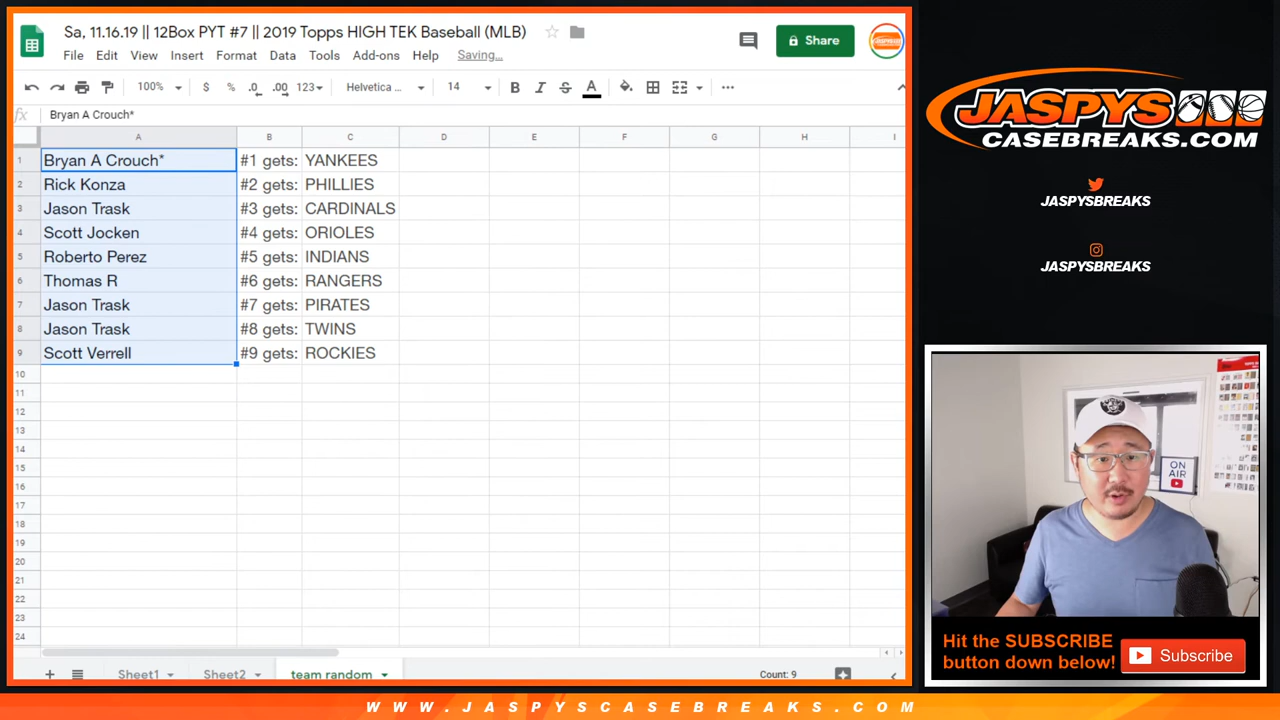 Sa, 11.16.19 || 12Box PYT #7 || 2019 Topps HIGH TEK Baseball (MLB)
File Edit View Insert Format Data Tools Add-ons Help Saving...
Share
100% $ % .0 .00 123 Helvetica ... 14 B I S A
fx Bryan A Crouch*
A B C D E F G H I
1 Bryan A Crouch* #1 gets: YANKEES
2 Rick Konza #2 gets: PHILLIES
3 Jason Trask #3 gets: CARDINALS
4 Scott Jocken #4 gets: ORIOLES
5 Roberto Perez #5 gets: INDIANS
6 Thomas R #6 gets: RANGERS
7 Jason Trask #7 gets: PIRATES
8 Jason Trask #8 gets: TWINS
9 Scott Verrell #9 gets: ROCKIES
10
11
12
13
14
15
16
17
18
19
20
21
22
23
24
Sheet1 Sheet2 team random Count: 9
JASPYS
CASEBREAKS.COM
JASPYSBREAKS
JASPYSBREAKS
ON
AIR
Hit the SUBSCRIBE
button down below!
Subscribe
WWW.JASPYSCASEBREAKS.COM